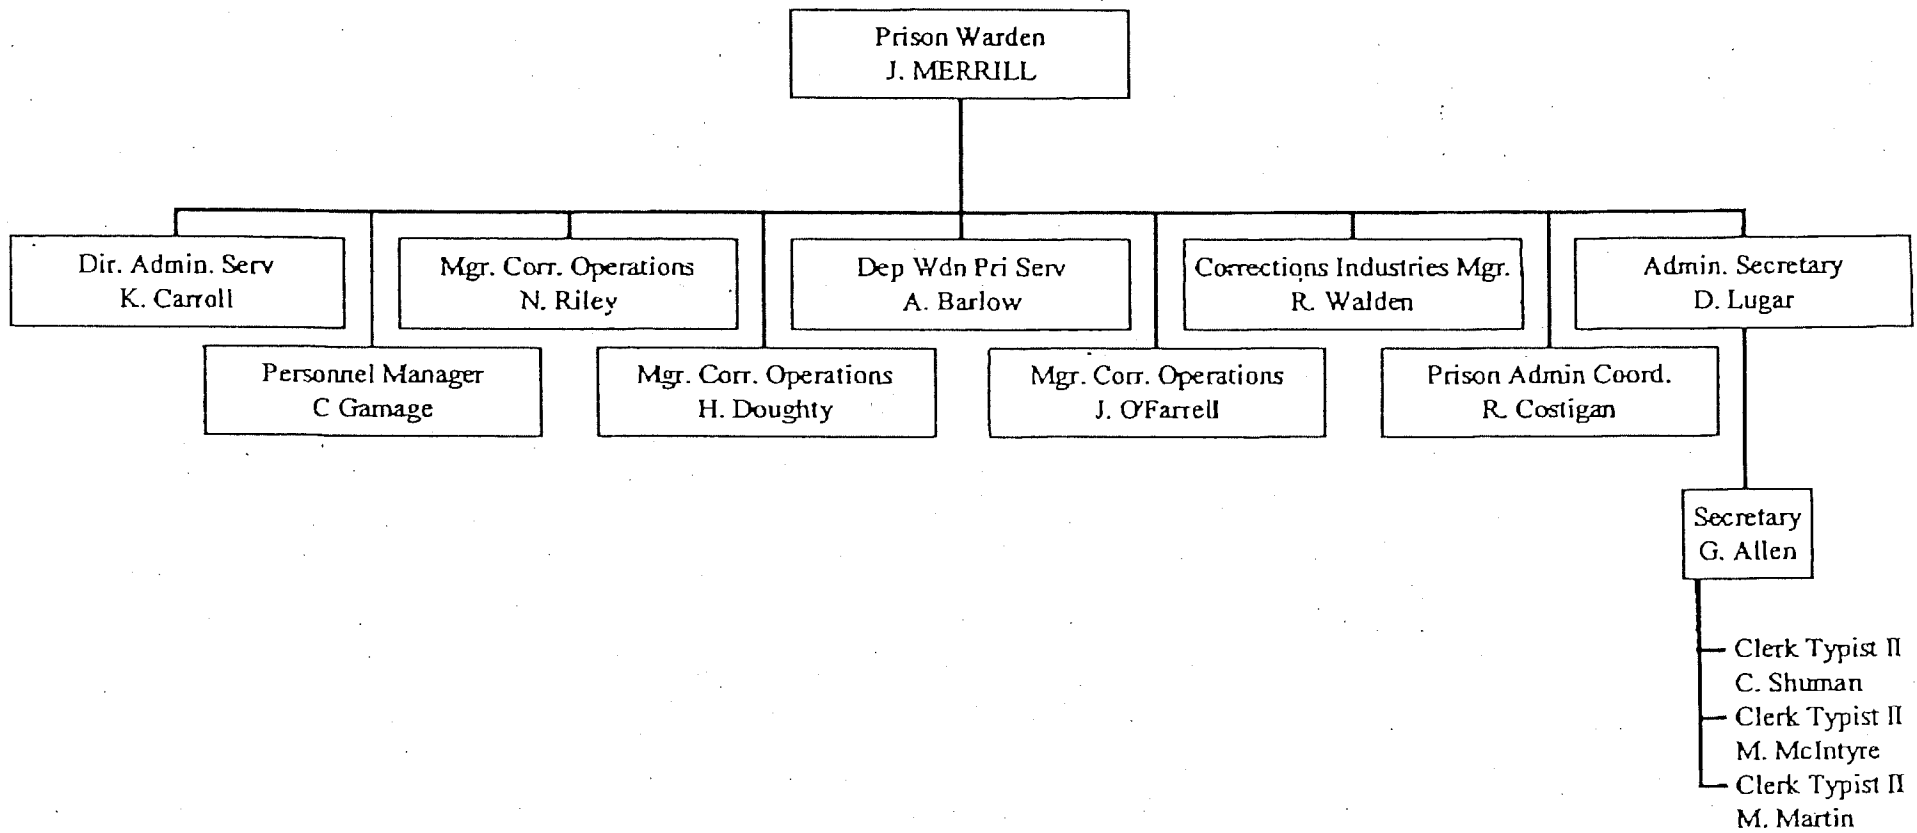 Prison Warden
J. MERRILL
Dir. Admin. Serv
K. Carroll
Mgr. Corr. Operations
N. Riley
Dep Wdn Pri Serv
A. Barlow
Corrections Industries Mgr.
R. Walden
Admin. Secretary
D. Lugar
Personnel Manager
C Gamage
Mgr. Corr. Operations
H. Doughty
Mgr. Corr. Operations
J. O'Farrell
Prison Admin Coord.
R. Costigan
Secretary
G. Allen
Clerk Typist II
C. Shuman
Clerk Typist II
M. McIntyre
Clerk Typist II
M. Martin